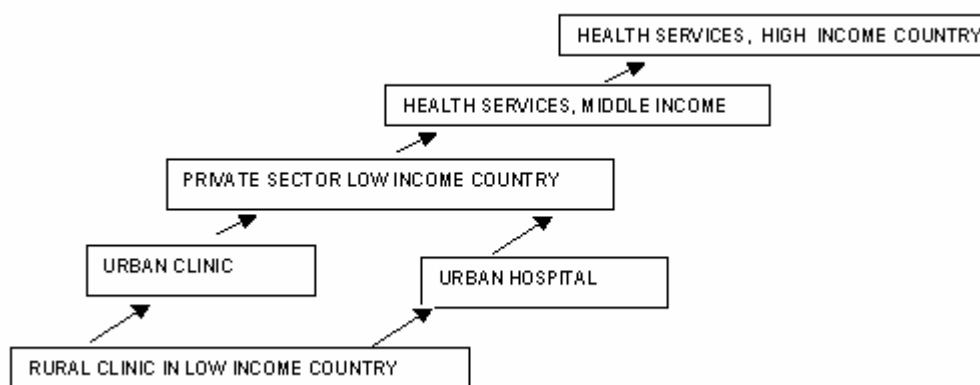 HEALTH SERVICES, HIGH INCOME COUNTRY
HEALTH SERVICES, MIDDLE INCOME
PRIVATE SECTOR LOW INCOME COUNTRY
URBAN CLINIC
URBAN HOSPITAL
RURAL CLINIC IN LOW INCOME COUNTRY